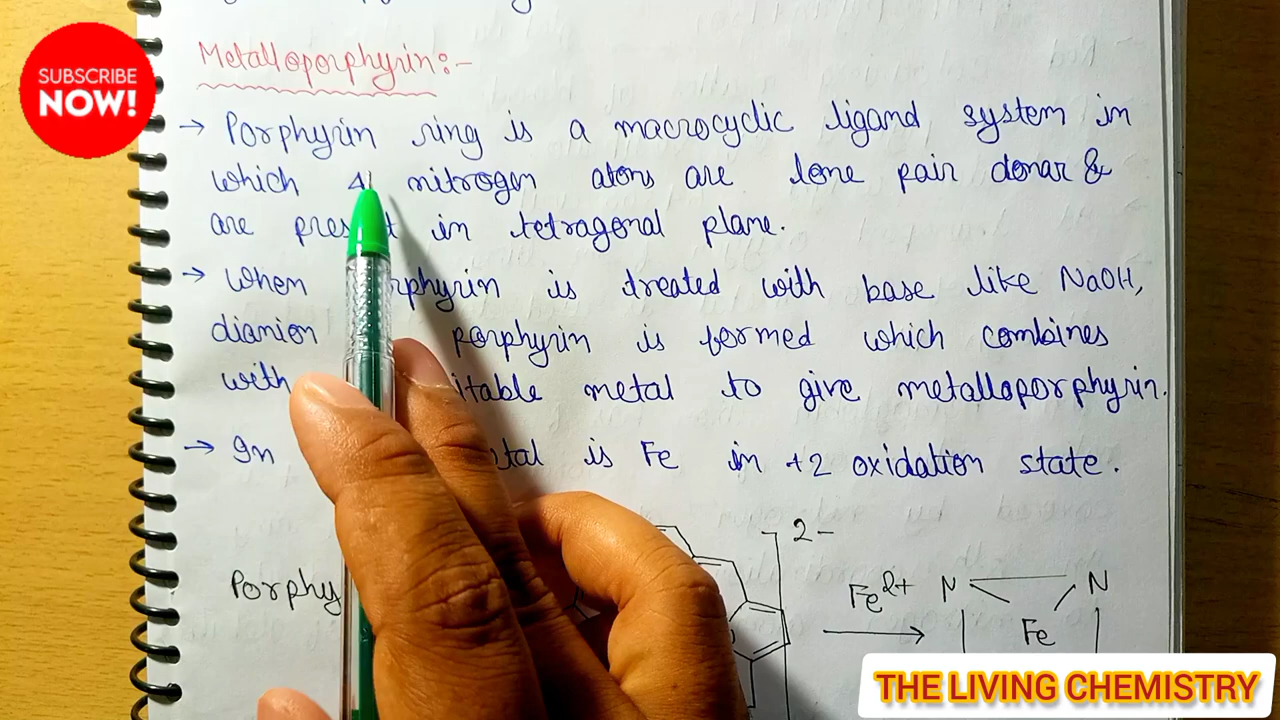 SUBSCRIBE
NOW!
Metalloporphyrin:-
→ Porphyrin ring is a macrocyclic ligand system in
which 4 nitrogen atoms are lone pair donar &
are present in tetragonal plane.
→ When rphyrin is treated with base like NaOH,
dianion porphyrin is formed which combines
with itable metal to give metalloporphyrin.
→ In tal is Fe in +2 oxidation state.
2-
Porphy
Fe2+ N N
Fe
THE LIVING CHEMISTRY